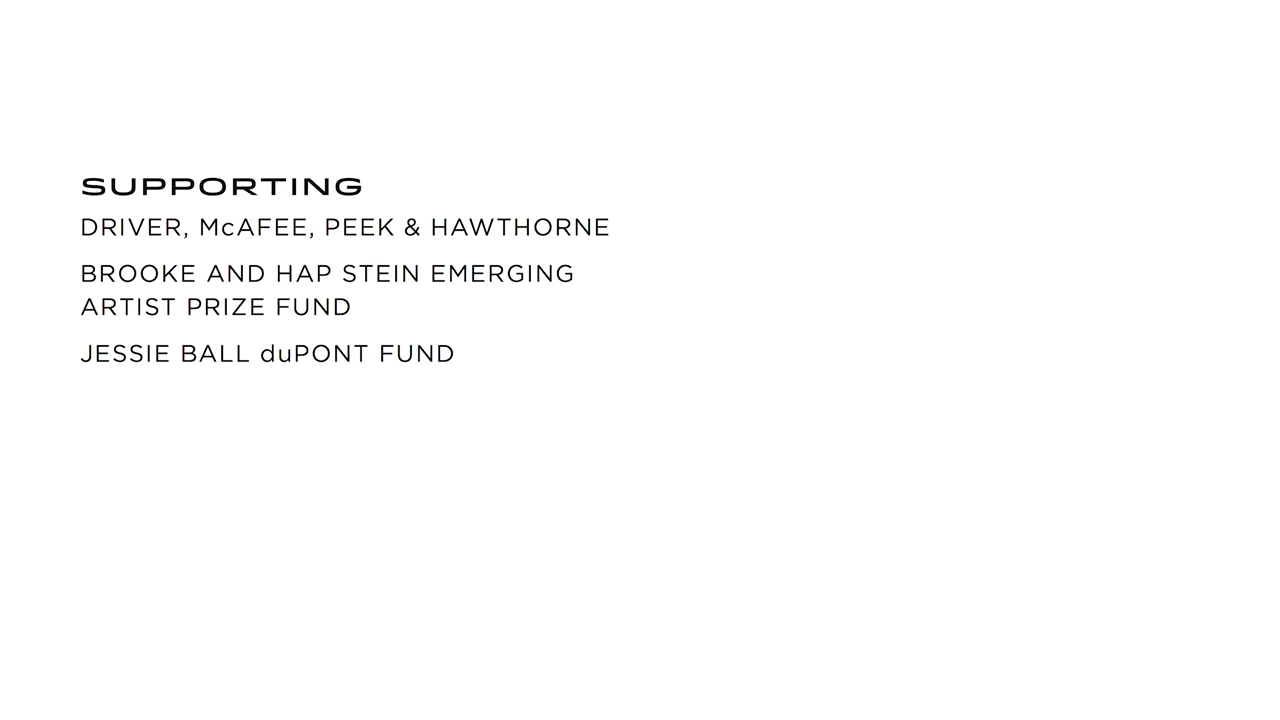 SUPPORTING
DRIVER, McAFEE, PEEK & HAWTHORNE
BROOKE AND HAP STEIN EMERGING
ARTIST PRIZE FUND
JESSIE BALL duPONT FUND